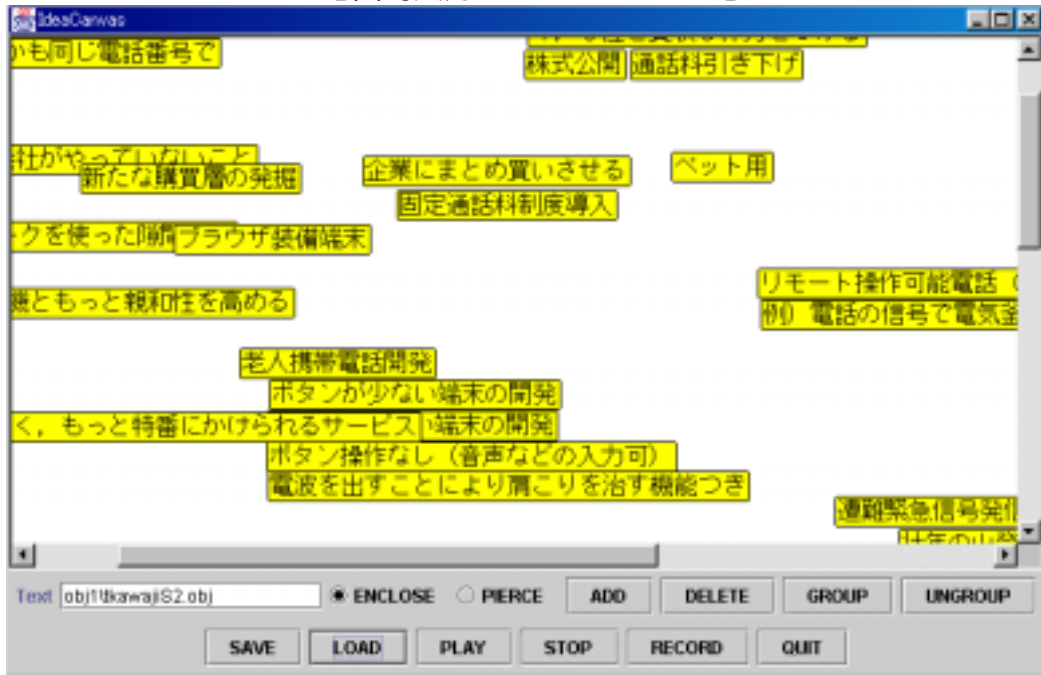 IdeaCanvas
かも同じ電話番号で
株式公開
通話料引き下げ
社がやっていないこと
新たな購買層の発掘
企業にまとめ買いさせる
ペット用
固定通話料制度導入
クを使った隙間
ブラウザ装備端末
機ともっと親和性を高める
リモート操作可能電話（
例）電話の信号で電気釜
老人携帯電話開発
ボタンが少ない端末の開発
く，もっと特番にかけられるサービス
端末の開発
ボタン操作なし（音声などの入力可）
電波を出すことにより肩こりを治す機能つき
遭難緊急信号発信
Text obj1\tkawajiS2.obj ENCLOSE PIERCE ADD DELETE GROUP UNGROUP
SAVE LOAD PLAY STOP RECORD QUIT